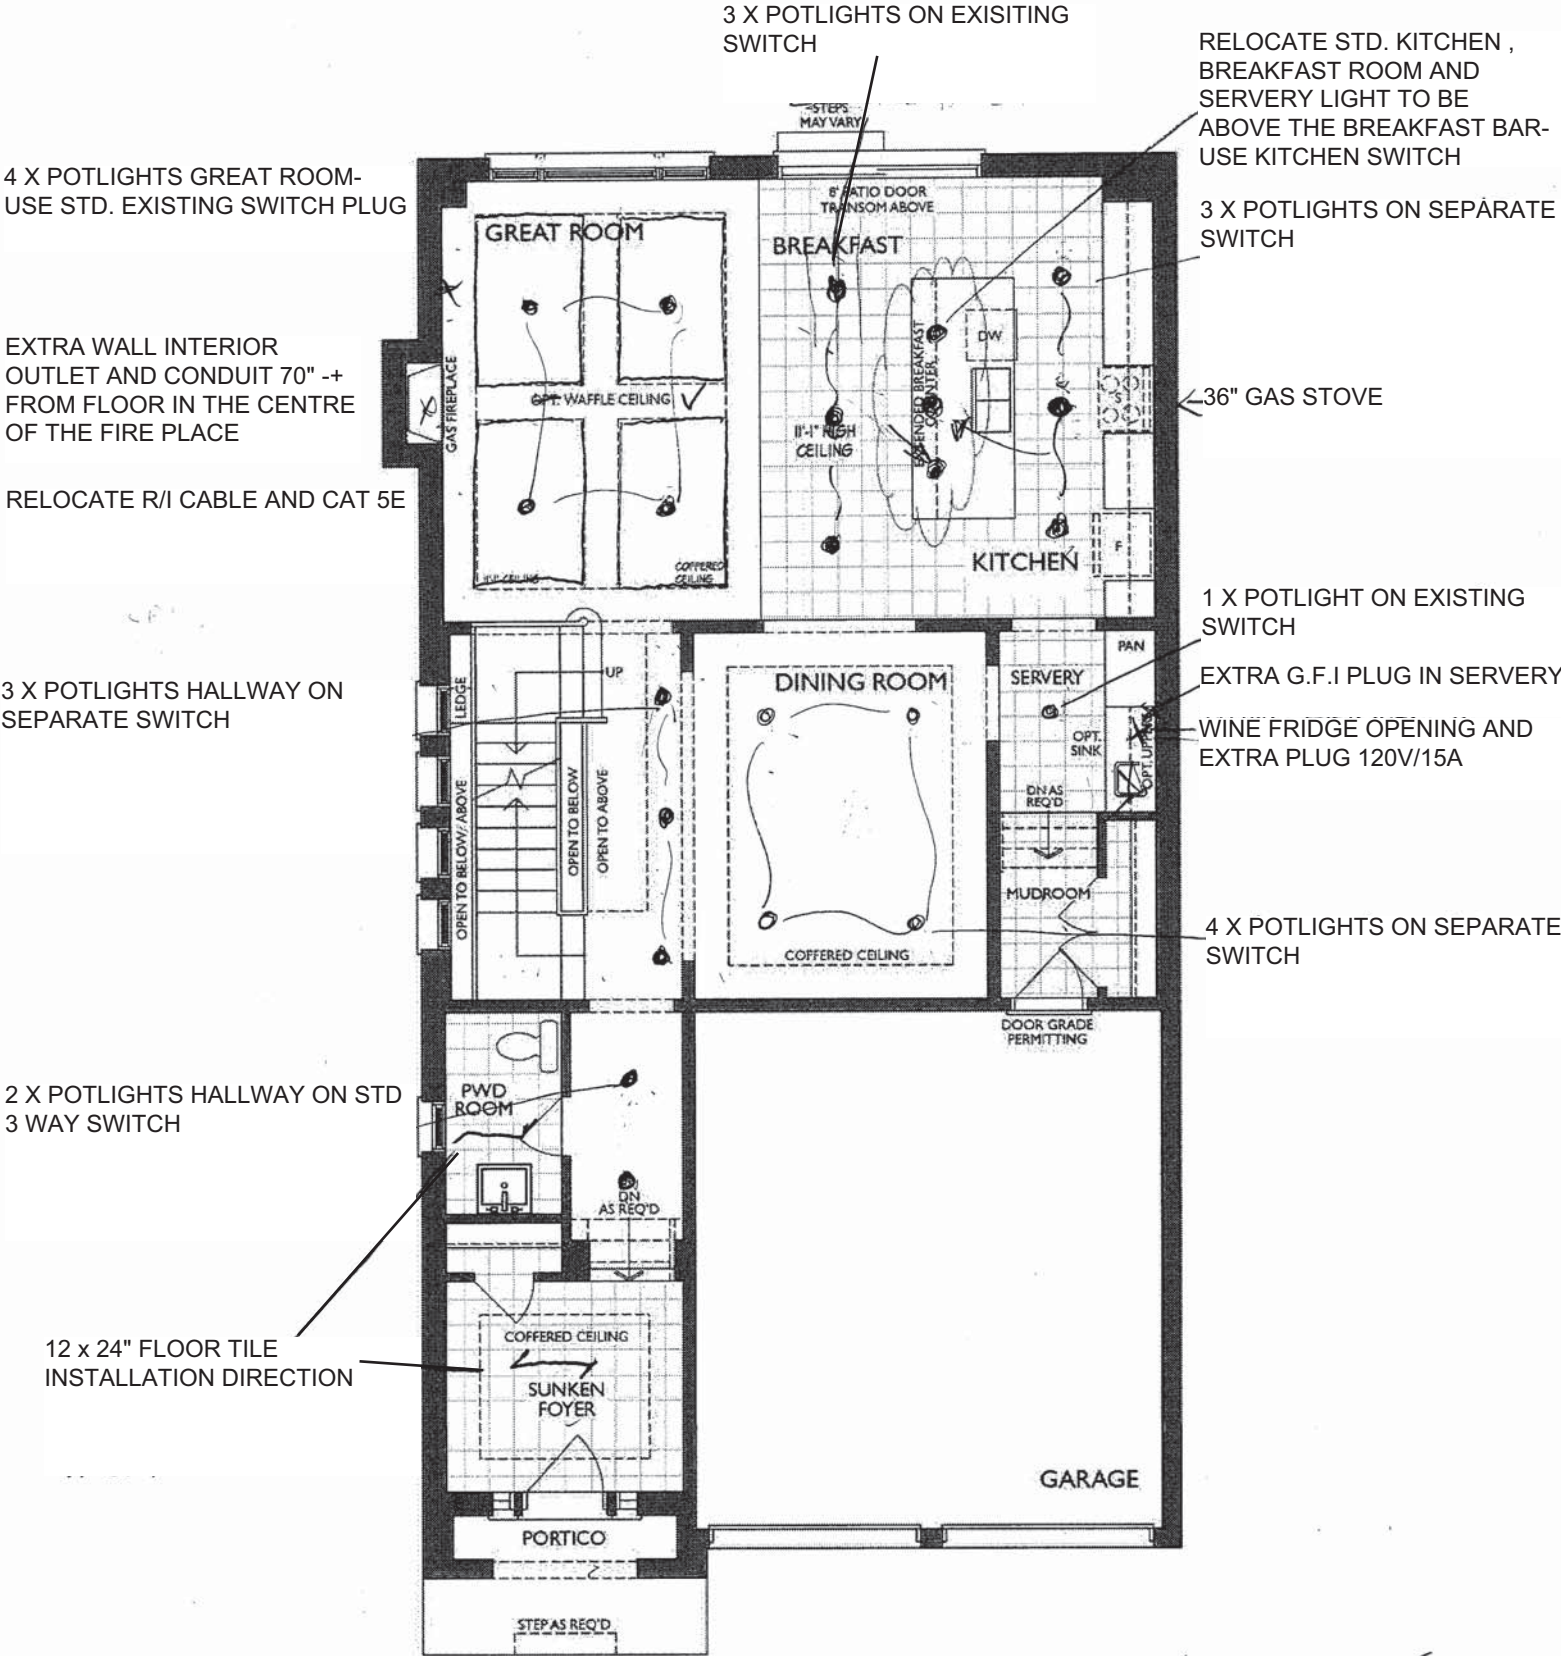 3 X POTLIGHTS ON EXISITING
SWITCH
RELOCATE STD. KITCHEN ,
BREAKFAST ROOM AND
SERVERY LIGHT TO BE
ABOVE THE BREAKFAST BAR-
USE KITCHEN SWITCH
STEPS
MAY VARY
4 X POTLIGHTS GREAT ROOM-
USE STD. EXISTING SWITCH PLUG
8' PATIO DOOR
TRANSOM ABOVE
3 X POTLIGHTS ON SEPARATE
SWITCH
GREAT ROOM
BREAKFAST
EXTRA WALL INTERIOR
OUTLET AND CONDUIT 70" -+
FROM FLOOR IN THE CENTRE
OF THE FIRE PLACE
GAS FIREPLACE
OPT. WAFFLE CEILING
11'-1" HIGH
CEILING
EXTENDED BREAKFAST
COUNTER
DW
S
36" GAS STOVE
RELOCATE R/I CABLE AND CAT 5E
CEILING
COFFERED
CEILING
KITCHEN
F
1 X POTLIGHT ON EXISTING
SWITCH
PAN
EXTRA G.F.I PLUG IN SERVERY
WINE FRIDGE OPENING AND
EXTRA PLUG 120V/15A
3 X POTLIGHTS HALLWAY ON
SEPARATE SWITCH
LEDGE
UP
DINING ROOM
SERVERY
OPT.
SINK
DN AS
REQ'D
OPEN TO BELOW/ABOVE
OPEN TO BELOW
OPEN TO ABOVE
MUDROOM
4 X POTLIGHTS ON SEPARATE
SWITCH
COFFERED CEILING
DOOR GRADE
PERMITTING
2 X POTLIGHTS HALLWAY ON STD
3 WAY SWITCH
PWD
ROOM
DN
AS REQ'D
12 x 24" FLOOR TILE
INSTALLATION DIRECTION
COFFERED CEILING
SUNKEN
FOYER
GARAGE
PORTICO
STEP AS REQ'D